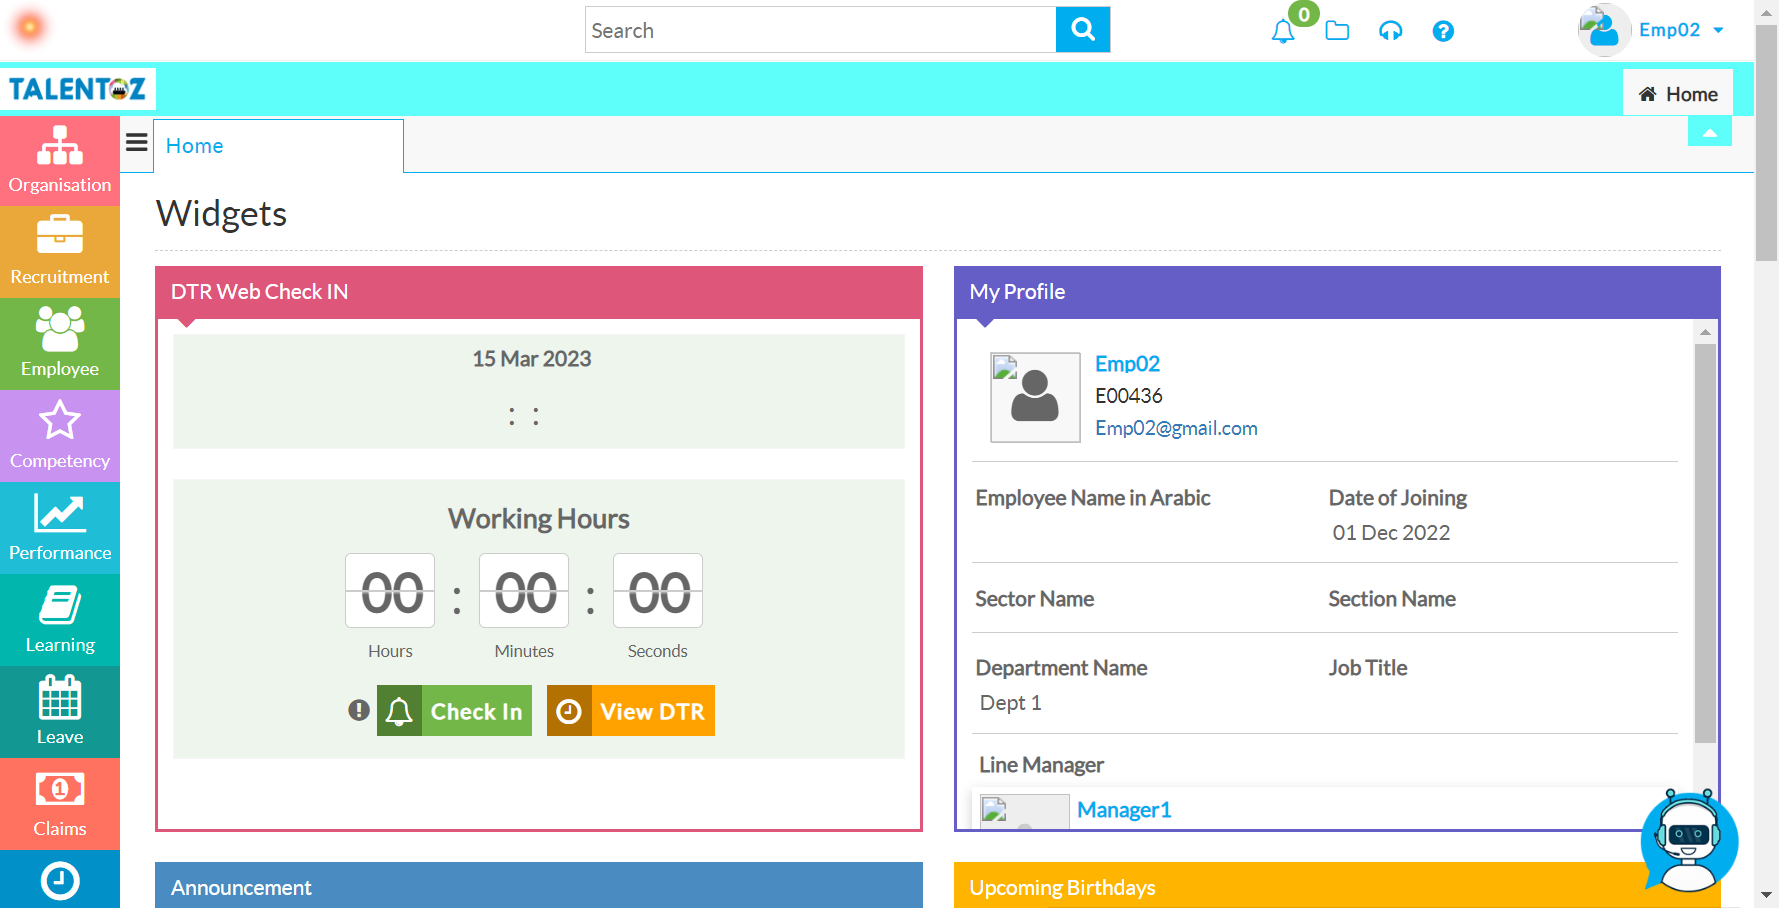 Search
0
Emp02
TALENTOZ
Home
Home
Organisation
Recruitment
Employee
Competency
Performance
Learning
Leave
Claims
Widgets
DTR Web Check IN
15 Mar 2023
: :
Working Hours
00 : 00 : 00
Hours Minutes Seconds
Check In View DTR
My Profile
Emp02
E00436
Emp02@gmail.com
Employee Name in Arabic Date of Joining
01 Dec 2022
Sector Name Section Name
Department Name Job Title
Dept 1
Line Manager
Manager1
Announcement
Upcoming Birthdays